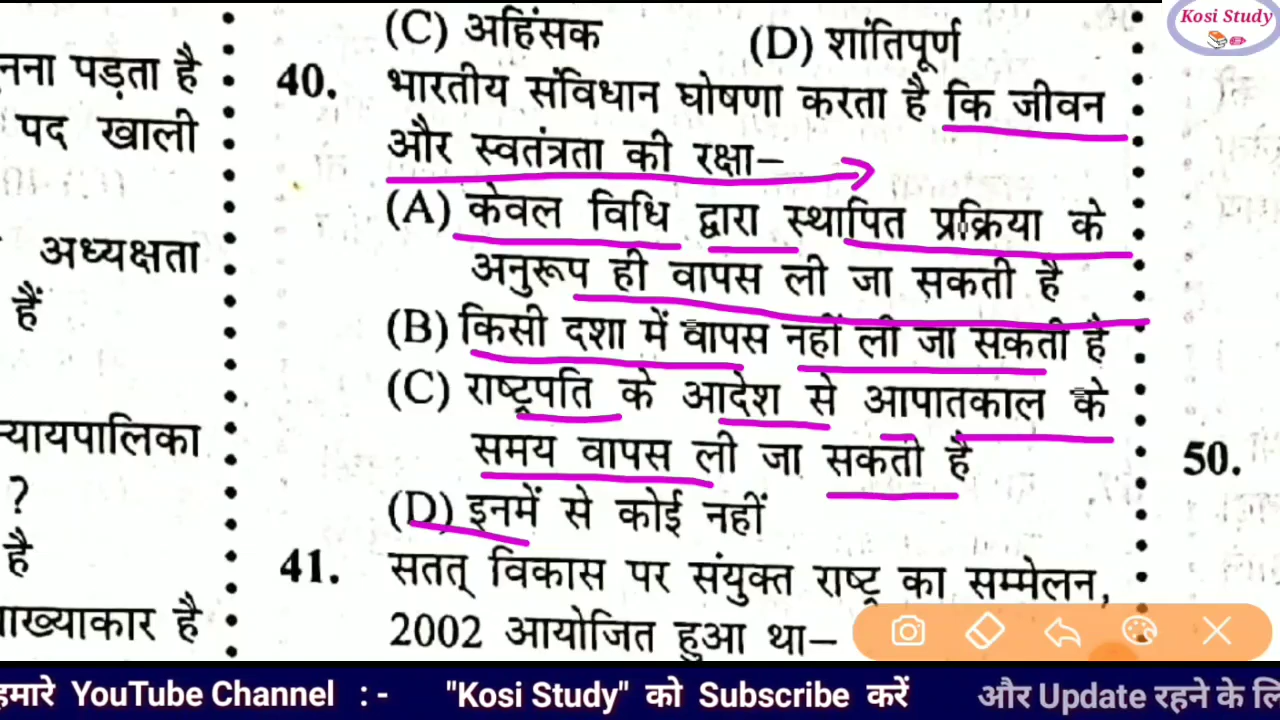 Kosi Study
नना पड़ता है
पद खाली
अध्यक्षता
हैं
न्यायपालिका
?
है
ाख्याकार है
(C) अहिंसक (D) शांतिपूर्ण
40. भारतीय संविधान घोषणा करता है कि जीवन
और स्वतंत्रता की रक्षा–
(A) केवल विधि द्वारा स्थापित प्रक्रिया के
अनुरूप ही वापस ली जा सकती है
(B) किसी दशा में वापस नहीं ली जा सकती है
(C) राष्ट्रपति के आदेश से आपातकाल के
समय वापस ली जा सकती है
(D) इनमें से कोई नहीं
41. सतत् विकास पर संयुक्त राष्ट्र का सम्मेलन,
2002 आयोजित हुआ था–
50.
हमारे YouTube Channel : - "Kosi Study" को Subscribe करें और Update रहने के लि